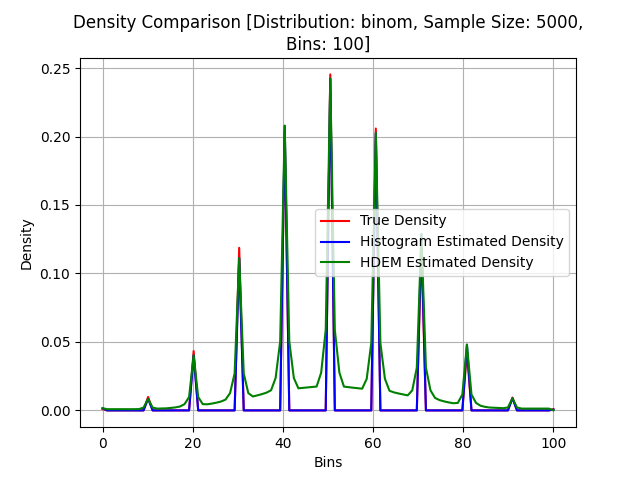 Density Comparison [Distribution: binom, Sample Size: 5000,
Bins: 100]
Density
0.25
0.20
0.15
0.10
0.05
0.00
True Density
Histogram Estimated Density
HDEM Estimated Density
0 20 40 60 80 100
Bins